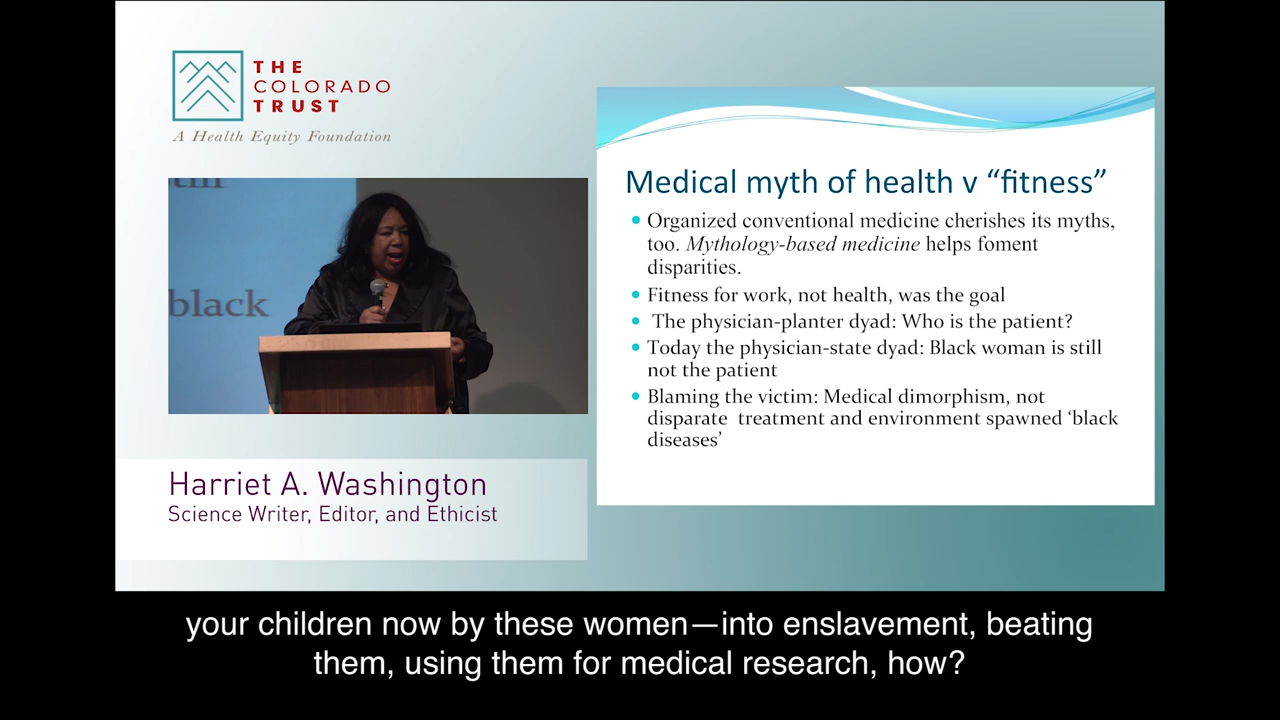 THE
COLORADO
TRUST
A Health Equity Foundation
still
black
Harriet A. Washington
Science Writer, Editor, and Ethicist
Medical myth of health v “fitness”
• Organized conventional medicine cherishes its myths,
too. Mythology-based medicine helps foment
disparities.
• Fitness for work, not health, was the goal
• The physician-planter dyad: Who is the patient?
• Today the physician-state dyad: Black woman is still
not the patient
• Blaming the victim: Medical dimorphism, not
disparate treatment and environment spawned ‘black
diseases’
your children now by these women—into enslavement, beating
them, using them for medical research, how?